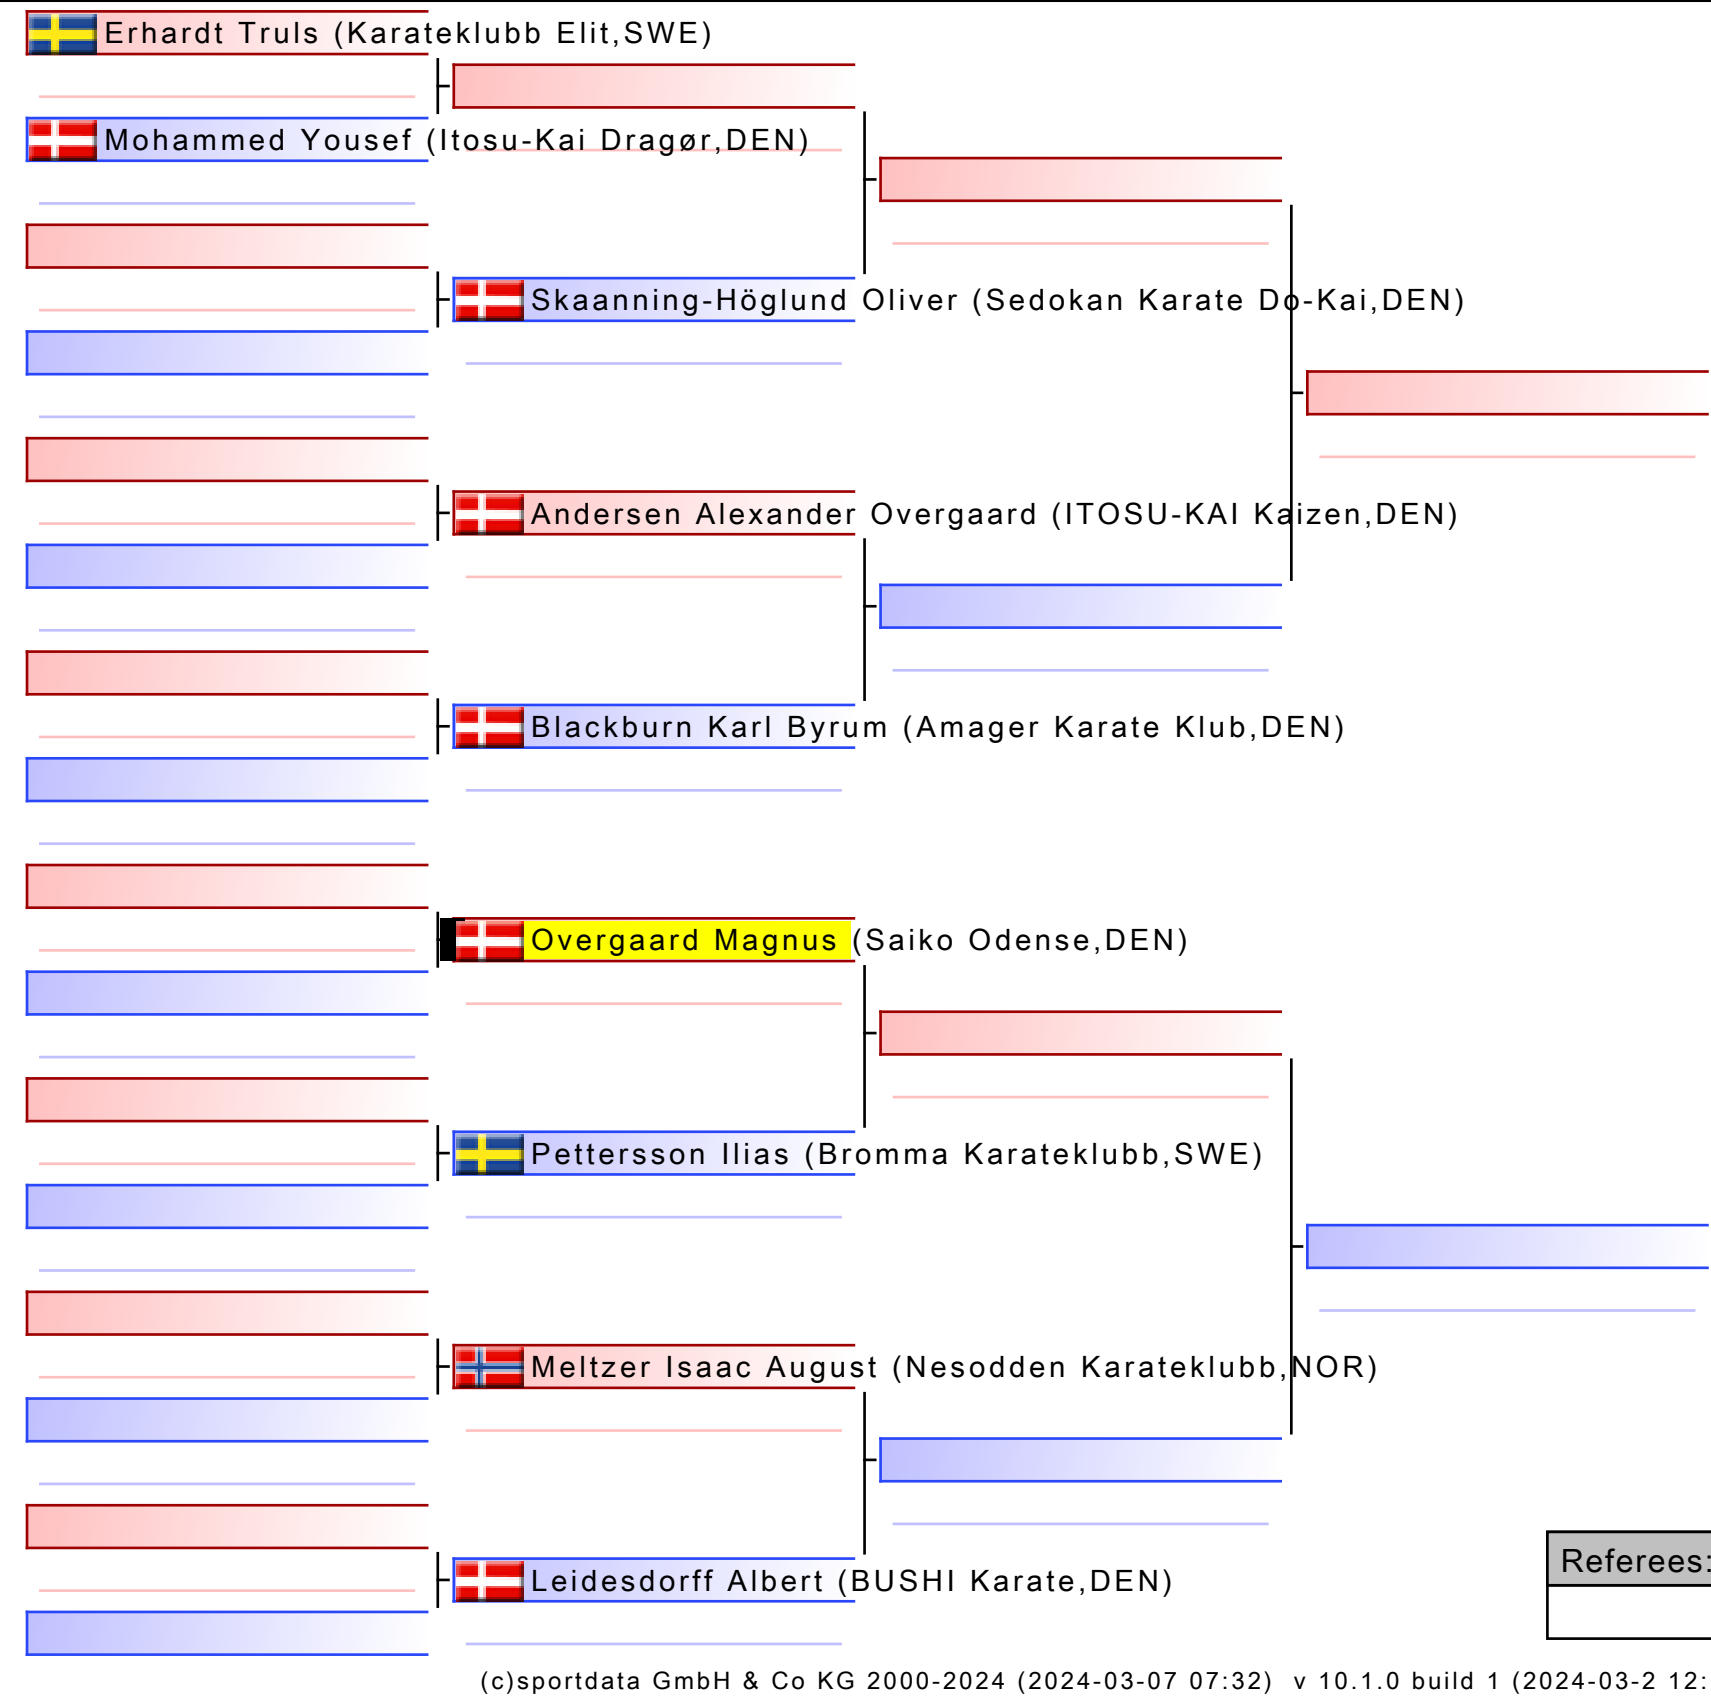 Erhardt Truls (Karateklubb Elit,SWE)
Mohammed Yousef (Itosu-Kai Dragør,DEN)
Skaanning-Höglund Oliver (Sedokan Karate Do-Kai,DEN)
Andersen Alexander Overgaard (ITOSU-KAI Kaizen,DEN)
Blackburn Karl Byrum (Amager Karate Klub,DEN)
Overgaard Magnus (Saiko Odense,DEN)
Pettersson Ilias (Bromma Karateklubb,SWE)
Meltzer Isaac August (Nesodden Karateklubb,NOR)
Leidesdorff Albert (BUSHI Karate,DEN)
Referees:
(c)sportdata GmbH & Co KG 2000-2024 (2024-03-07 07:32) v 10.1.0 build 1 (2024-03-2 12: